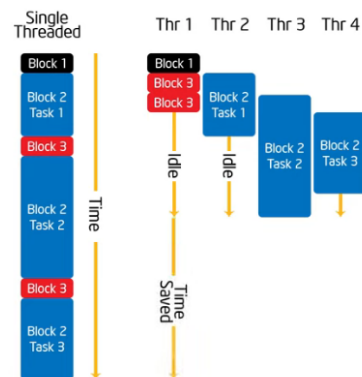 Single
Threaded
Thr 1
Thr 2
Thr 3
Thr 4
Block 1
Block 2
Task 1
Block 3
Block 2
Task 2
Block 3
Block 2
Task 3
Time
Block 1
Block 3
Block 3
Idle
Time
Saved
Block 2
Task 1
Idle
Block 2
Task 2
Block 2
Task 3